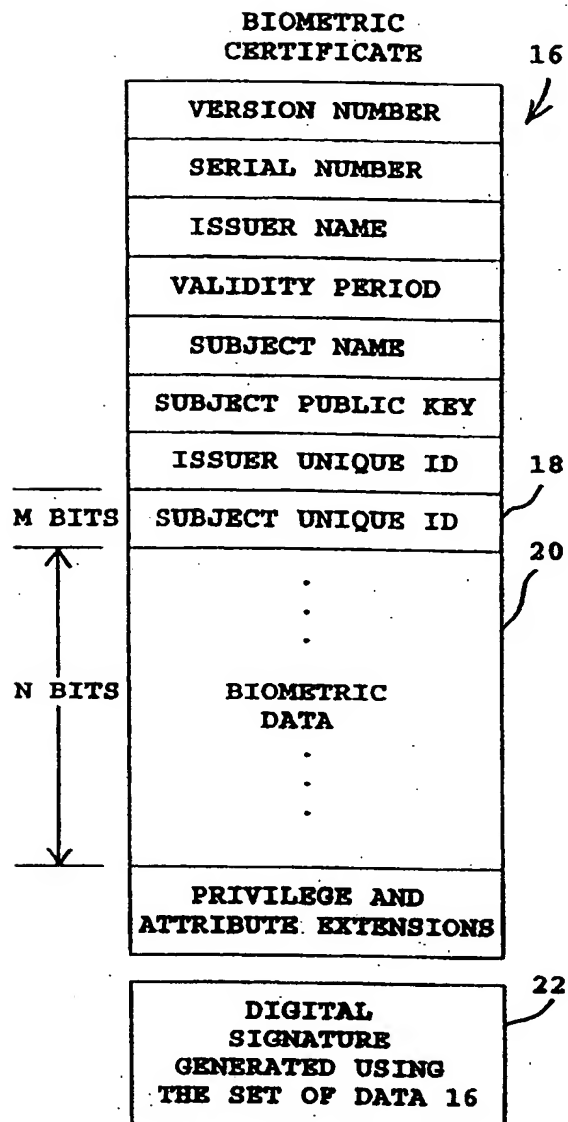 BIOMETRIC
CERTIFICATE
16
VERSION NUMBER
SERIAL NUMBER
ISSUER NAME
VALIDITY PERIOD
SUBJECT NAME
SUBJECT PUBLIC KEY
ISSUER UNIQUE ID
18
M BITS
SUBJECT UNIQUE ID
20
N BITS
BIOMETRIC
DATA
PRIVILEGE AND
ATTRIBUTE EXTENSIONS
22
DIGITAL
SIGNATURE
GENERATED USING
THE SET OF DATA 16